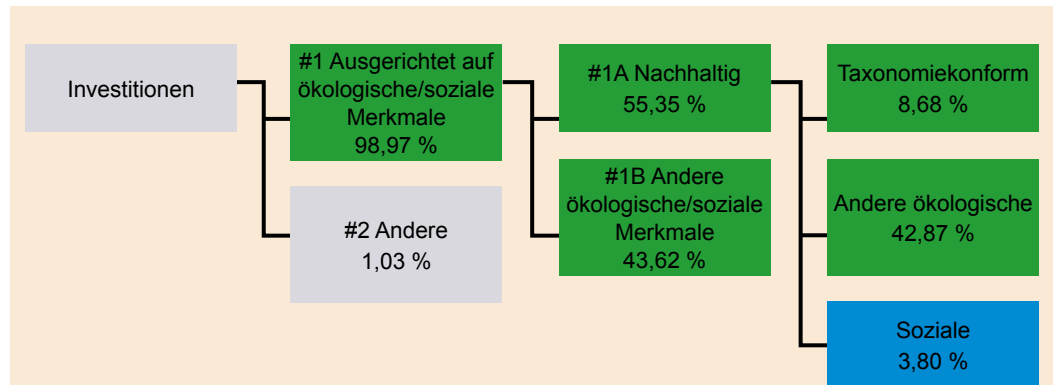 Investitionen
#1 Ausgerichtet auf
ökologische/soziale
Merkmale
98,97 %
#2 Andere
1,03 %
#1A Nachhaltig
55,35 %
#1B Andere
ökologische/soziale
Merkmale
43,62 %
Taxonomiekonform
8,68 %
Andere ökologische
42,87 %
Soziale
3,80 %